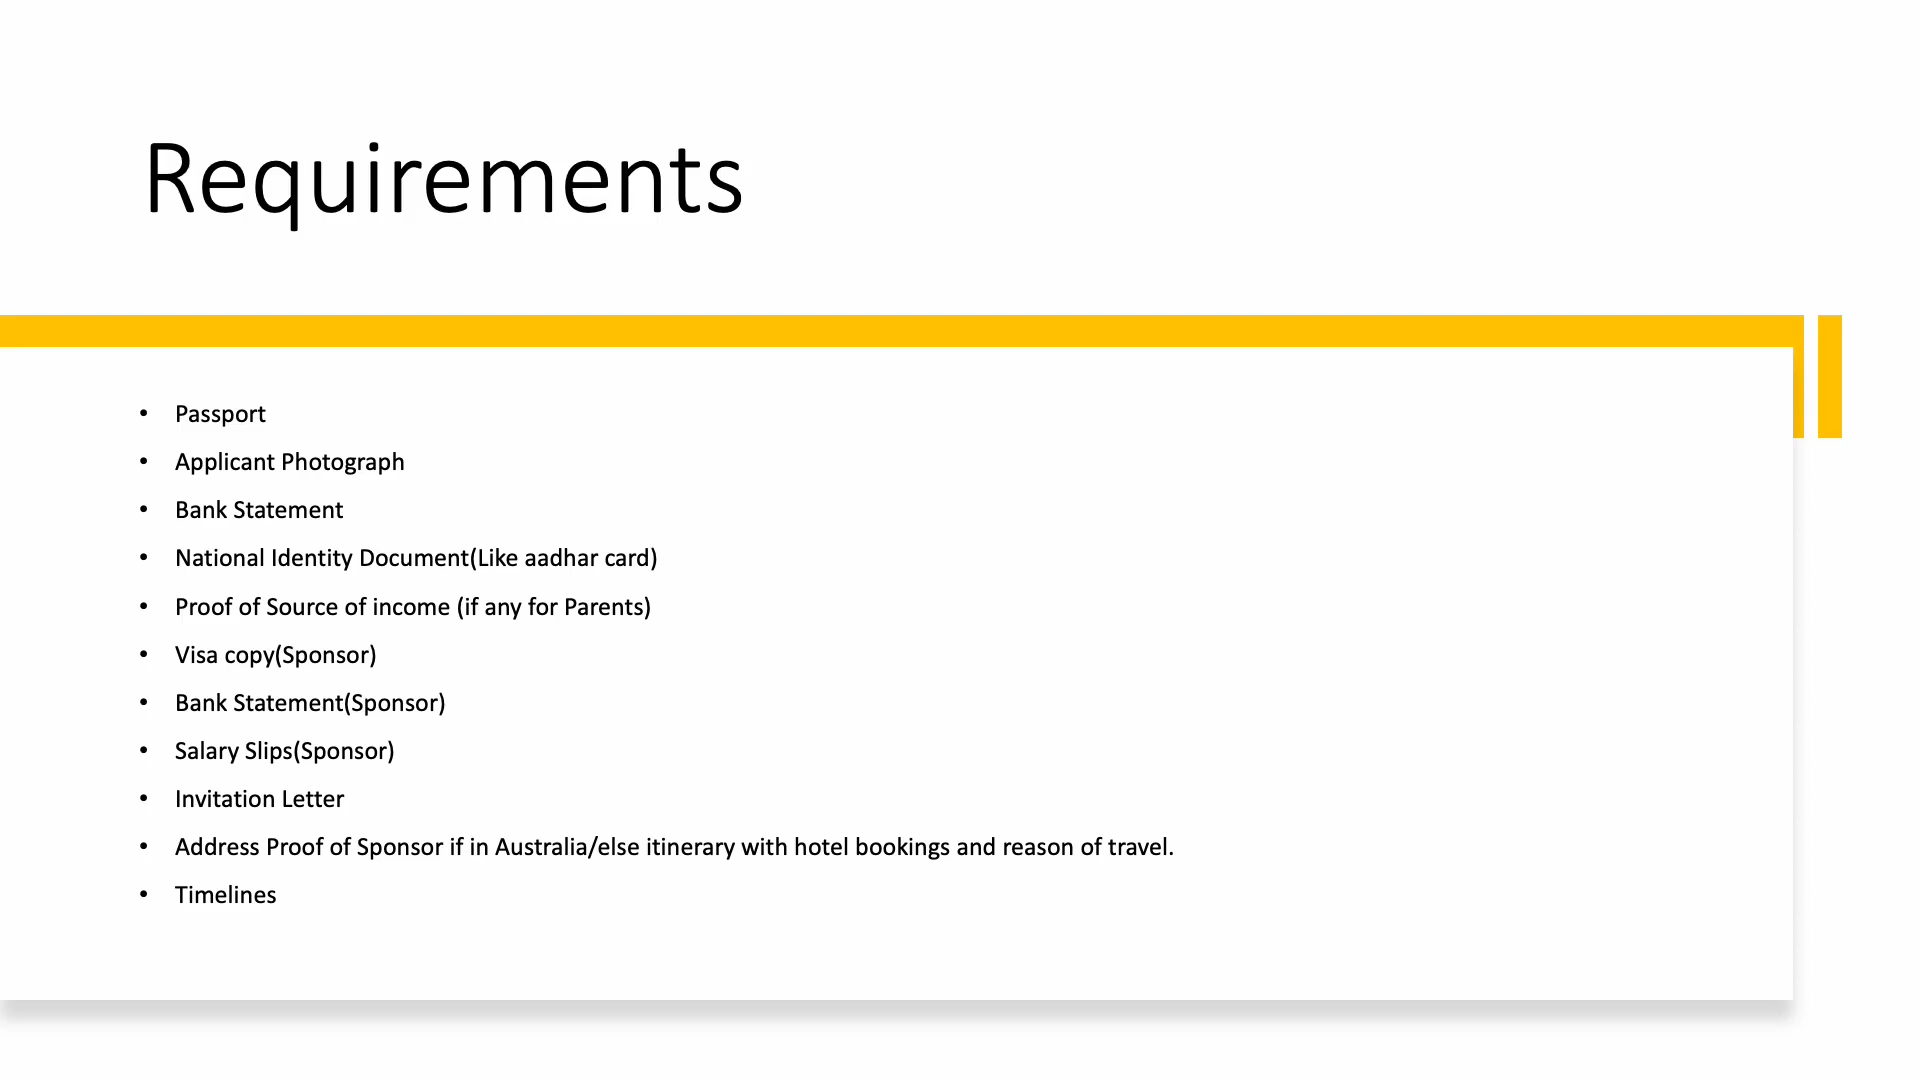 Requirements
• Passport
• Applicant Photograph
• Bank Statement
• National Identity Document(Like aadhar card)
• Proof of Source of income (if any for Parents)
• Visa copy(Sponsor)
• Bank Statement(Sponsor)
• Salary Slips(Sponsor)
• Invitation Letter
• Address Proof of Sponsor if in Australia/else itinerary with hotel bookings and reason of travel.
• Timelines